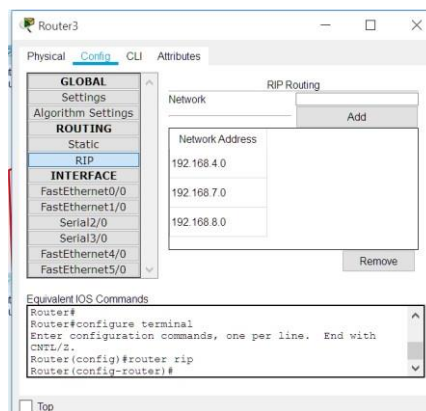 Router3
Physical Config CLI Attributes
GLOBAL
Settings
Algorithm Settings
ROUTING
Static
RIP
INTERFACE
FastEthernet0/0
FastEthernet1/0
Serial2/0
Serial3/0
FastEthernet4/0
FastEthernet5/0
RIP Routing
Network
Add
Network Address
192.168.4.0
192.168.7.0
192.168.8.0
Remove
Equivalent IOS Commands
Router#
Router#configure terminal
Enter configuration commands, one per line. End with
CNTL/Z.
Router(config)#router rip
Router(config-router)#
Top